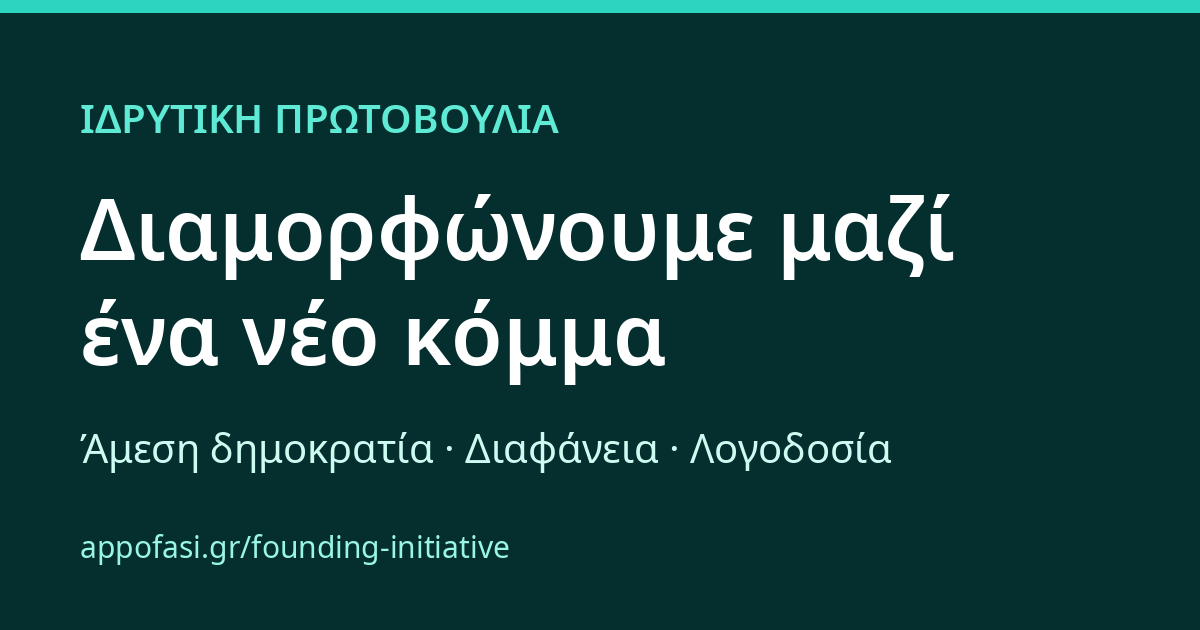 ΙΔΡΥΤΙΚΗ ΠΡΩΤΟΒΟΥΛΙΑ
Διαμορφώνουμε μαζί
ένα νέο κόμμα
Άμεση δημοκρατία · Διαφάνεια · Λογοδοσία
appofasi.gr/founding-initiative